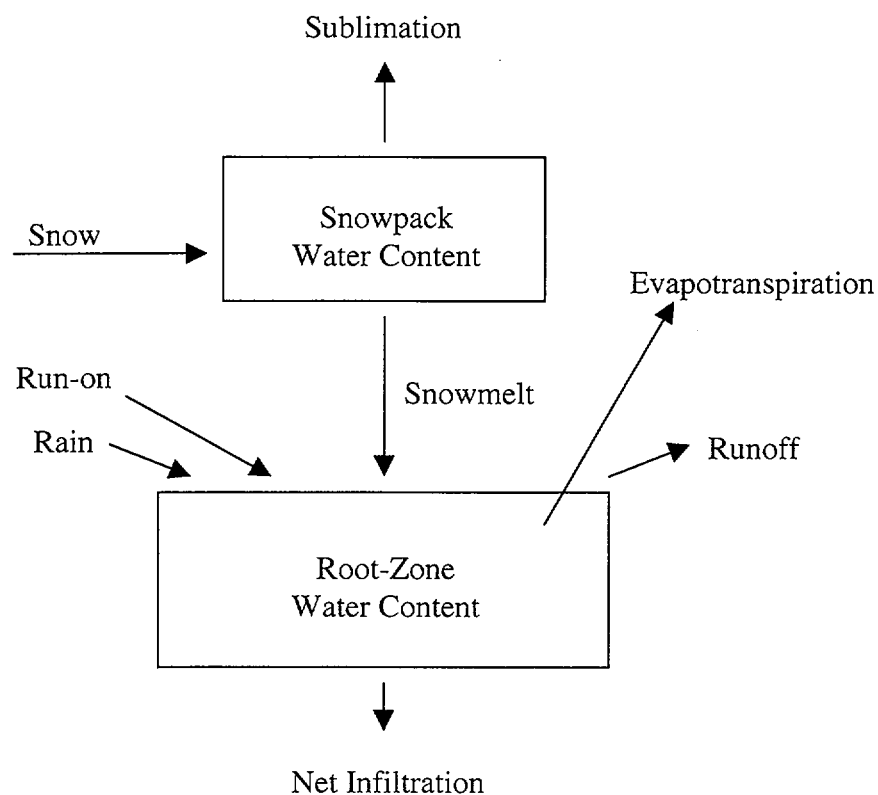 Sublimation
Snowpack
Water Content
Snow
Evapotranspiration
Run-on
Snowmelt
Rain
Runoff
Root-Zone
Water Content
Net Infiltration